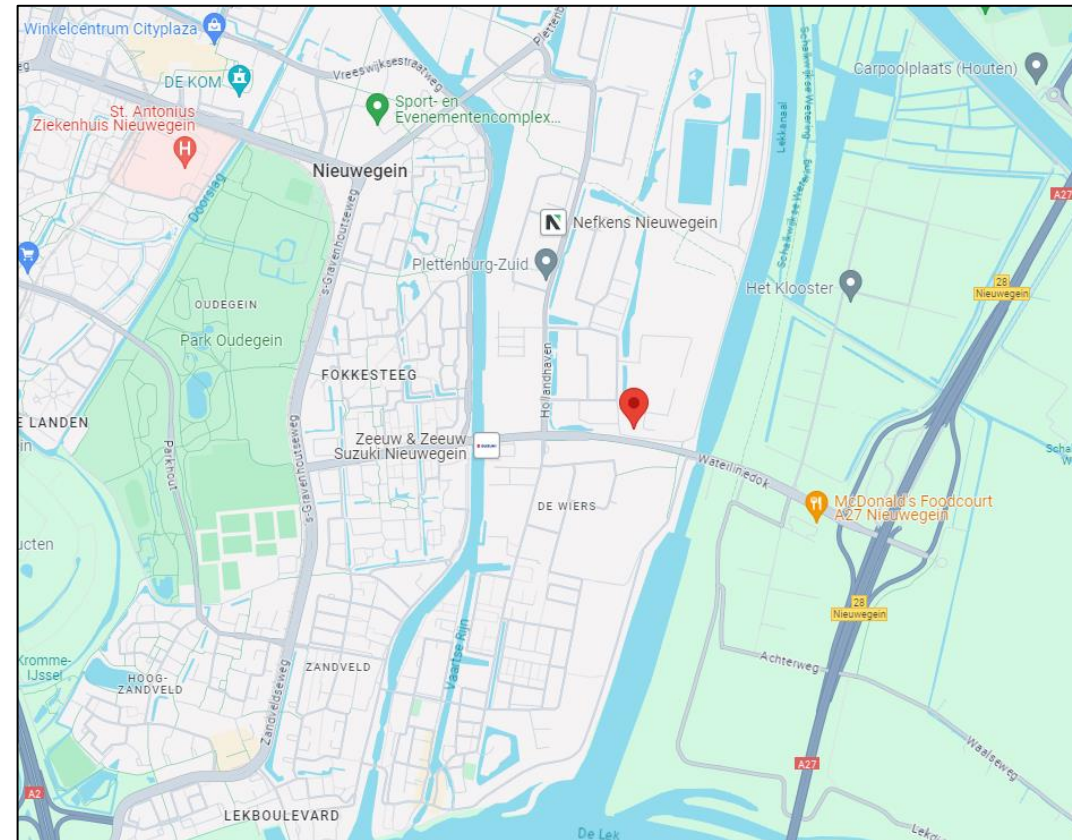 Winkelcentrum Cityplaza
DE KOM
St. Antonius
Ziekenhuis Nieuwegein
H
Vreeswijksestraatweg
Sport- en
Evenementencomplex...
Nieuwegein
Doorslag
s-Gravenhoutseweg
Lekkanaal
Carpoolplaats (Houten)
A27
N
Nefkens Nieuwegein
Plettenburg-Zuid
Het Klooster
28
Nieuwegein
OUDEGEIN
Park Oudegein
FOKKESTEEG
Hollandhaven
E LANDEN
Parkhout
s-Gravenhoutseweg
Zeeuw & Zeeuw
Suzuki Nieuwegein
Waterliniedok
McDonald's Foodcourt
A27 Nieuwegein
DE WIERS
28
Nieuwegein
Kromme-
IJssel
HOOG-
ZANDVELD
ZANDVELD
Vaartse Rijn
Zandveldseweg
Achterweg
Waalseweg
A27
A2
LEKBOULEVARD
De Lek